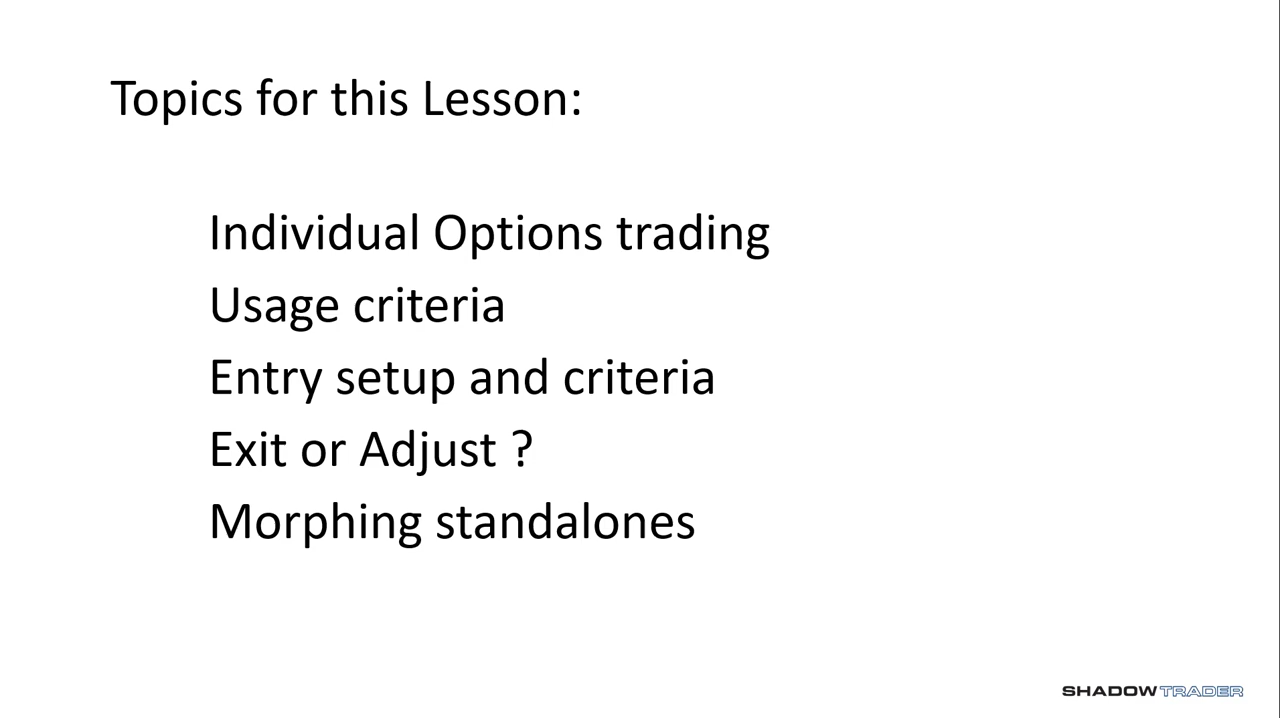 Topics for this Lesson:
Individual Options trading
Usage criteria
Entry setup and criteria
Exit or Adjust ?
Morphing standalones
SHADOWTRADER